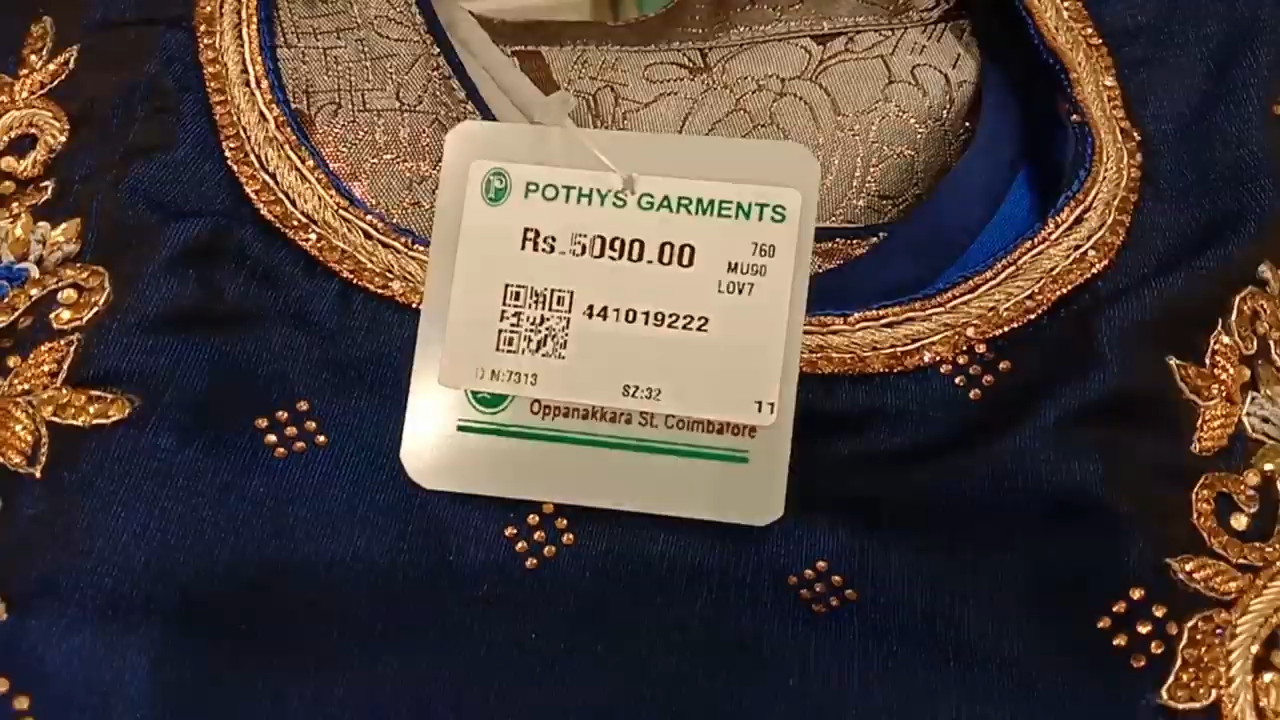 POTHYS GARMENTS
Rs.5090.00
760
MU90
LOV7
441019222
D N:7313
SZ:32
11
Oppanakkara St. Coimbatore